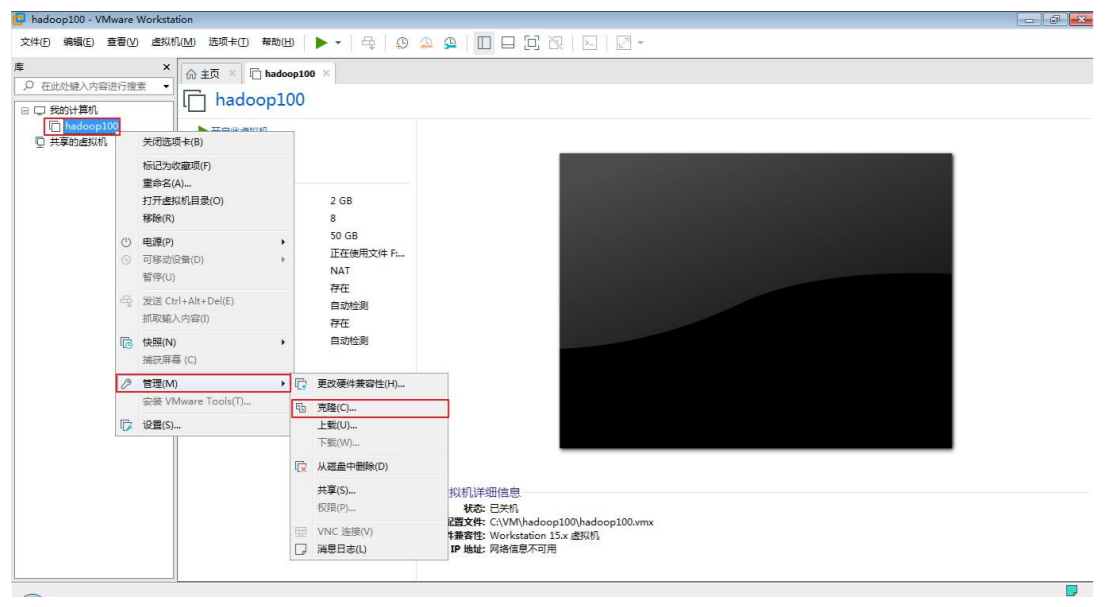 hadoop100 - VMware Workstation
文件(F) 编辑(E) 查看(V) 虚拟机(M) 选项卡(T) 帮助(H)
库
在此处键入内容进行搜索
我的计算机
hadoop100
共享的虚拟机
主页
hadoop100
hadoop100
关闭选项卡(B)
标记为收藏项(F)
重命名(A)...
打开虚拟机目录(O)
移除(R)
电源(P)
可移动设备(D)
暂停(U)
发送 Ctrl+Alt+Del(E)
抓取输入内容(I)
快照(N)
捕获屏幕 (C)
管理(M)
安装 VMware Tools(T)...
设置(S)...
2 GB
8
50 GB
正在使用文件 F:...
NAT
存在
自动检测
存在
自动检测
更改硬件兼容性(H)...
克隆(C)...
上载(U)...
下载(W)...
从磁盘中删除(D)
共享(S)...
权限(P)...
VNC 连接(V)
消息日志(L)
拟机详细信息
状态: 已关机
配置文件: C:\VM\hadoop100\hadoop100.vmx
件兼容性: Workstation 15.x 虚拟机
IP 地址: 网络信息不可用